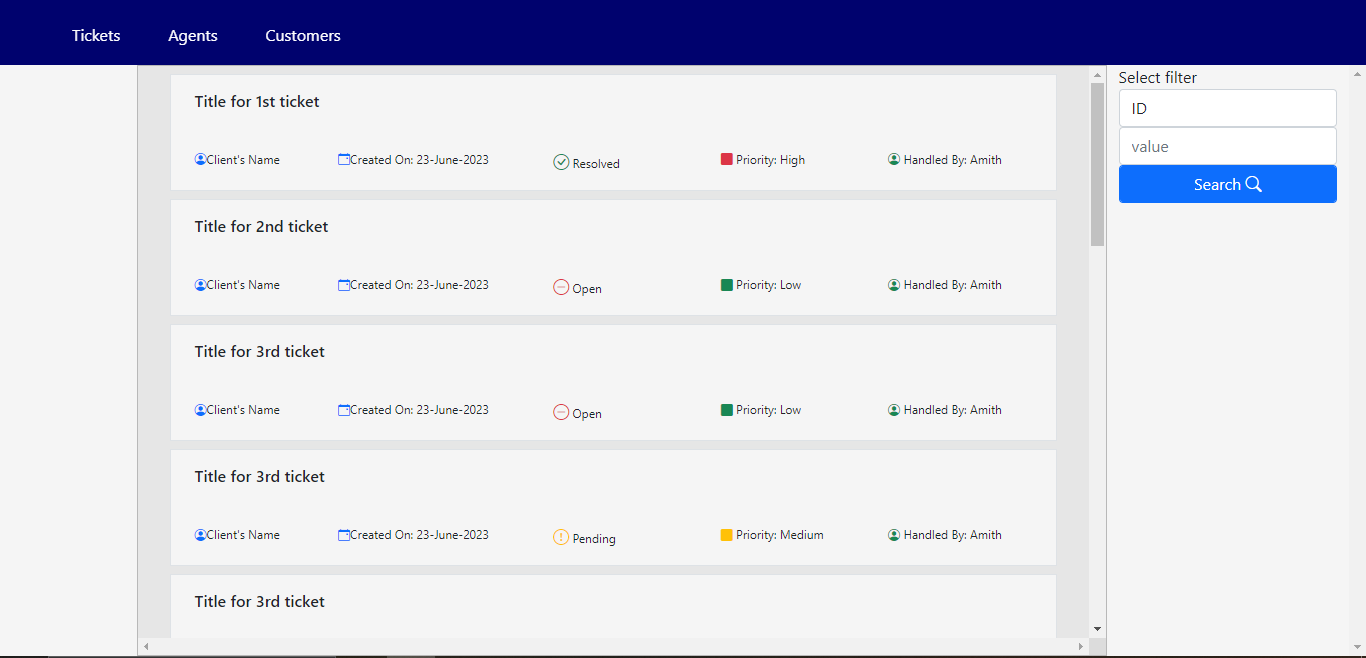 Tickets Agents Customers
Title for 1st ticket
Client's Name Created On: 23-June-2023 Resolved Priority: High Handled By: Amith
Title for 2nd ticket
Client's Name Created On: 23-June-2023 Open Priority: Low Handled By: Amith
Title for 3rd ticket
Client's Name Created On: 23-June-2023 Open Priority: Low Handled By: Amith
Title for 3rd ticket
Client's Name Created On: 23-June-2023 Pending Priority: Medium Handled By: Amith
Title for 3rd ticket
Select filter
ID
value
Search